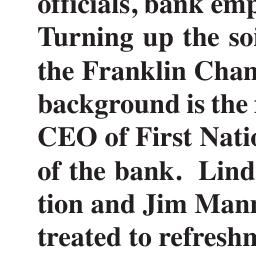 officials, bank emp
Turning up the soi
the Franklin Cham
background is the
CEO of First Natio
of the bank. Lind
tion and Jim Mann
treated to refreshm